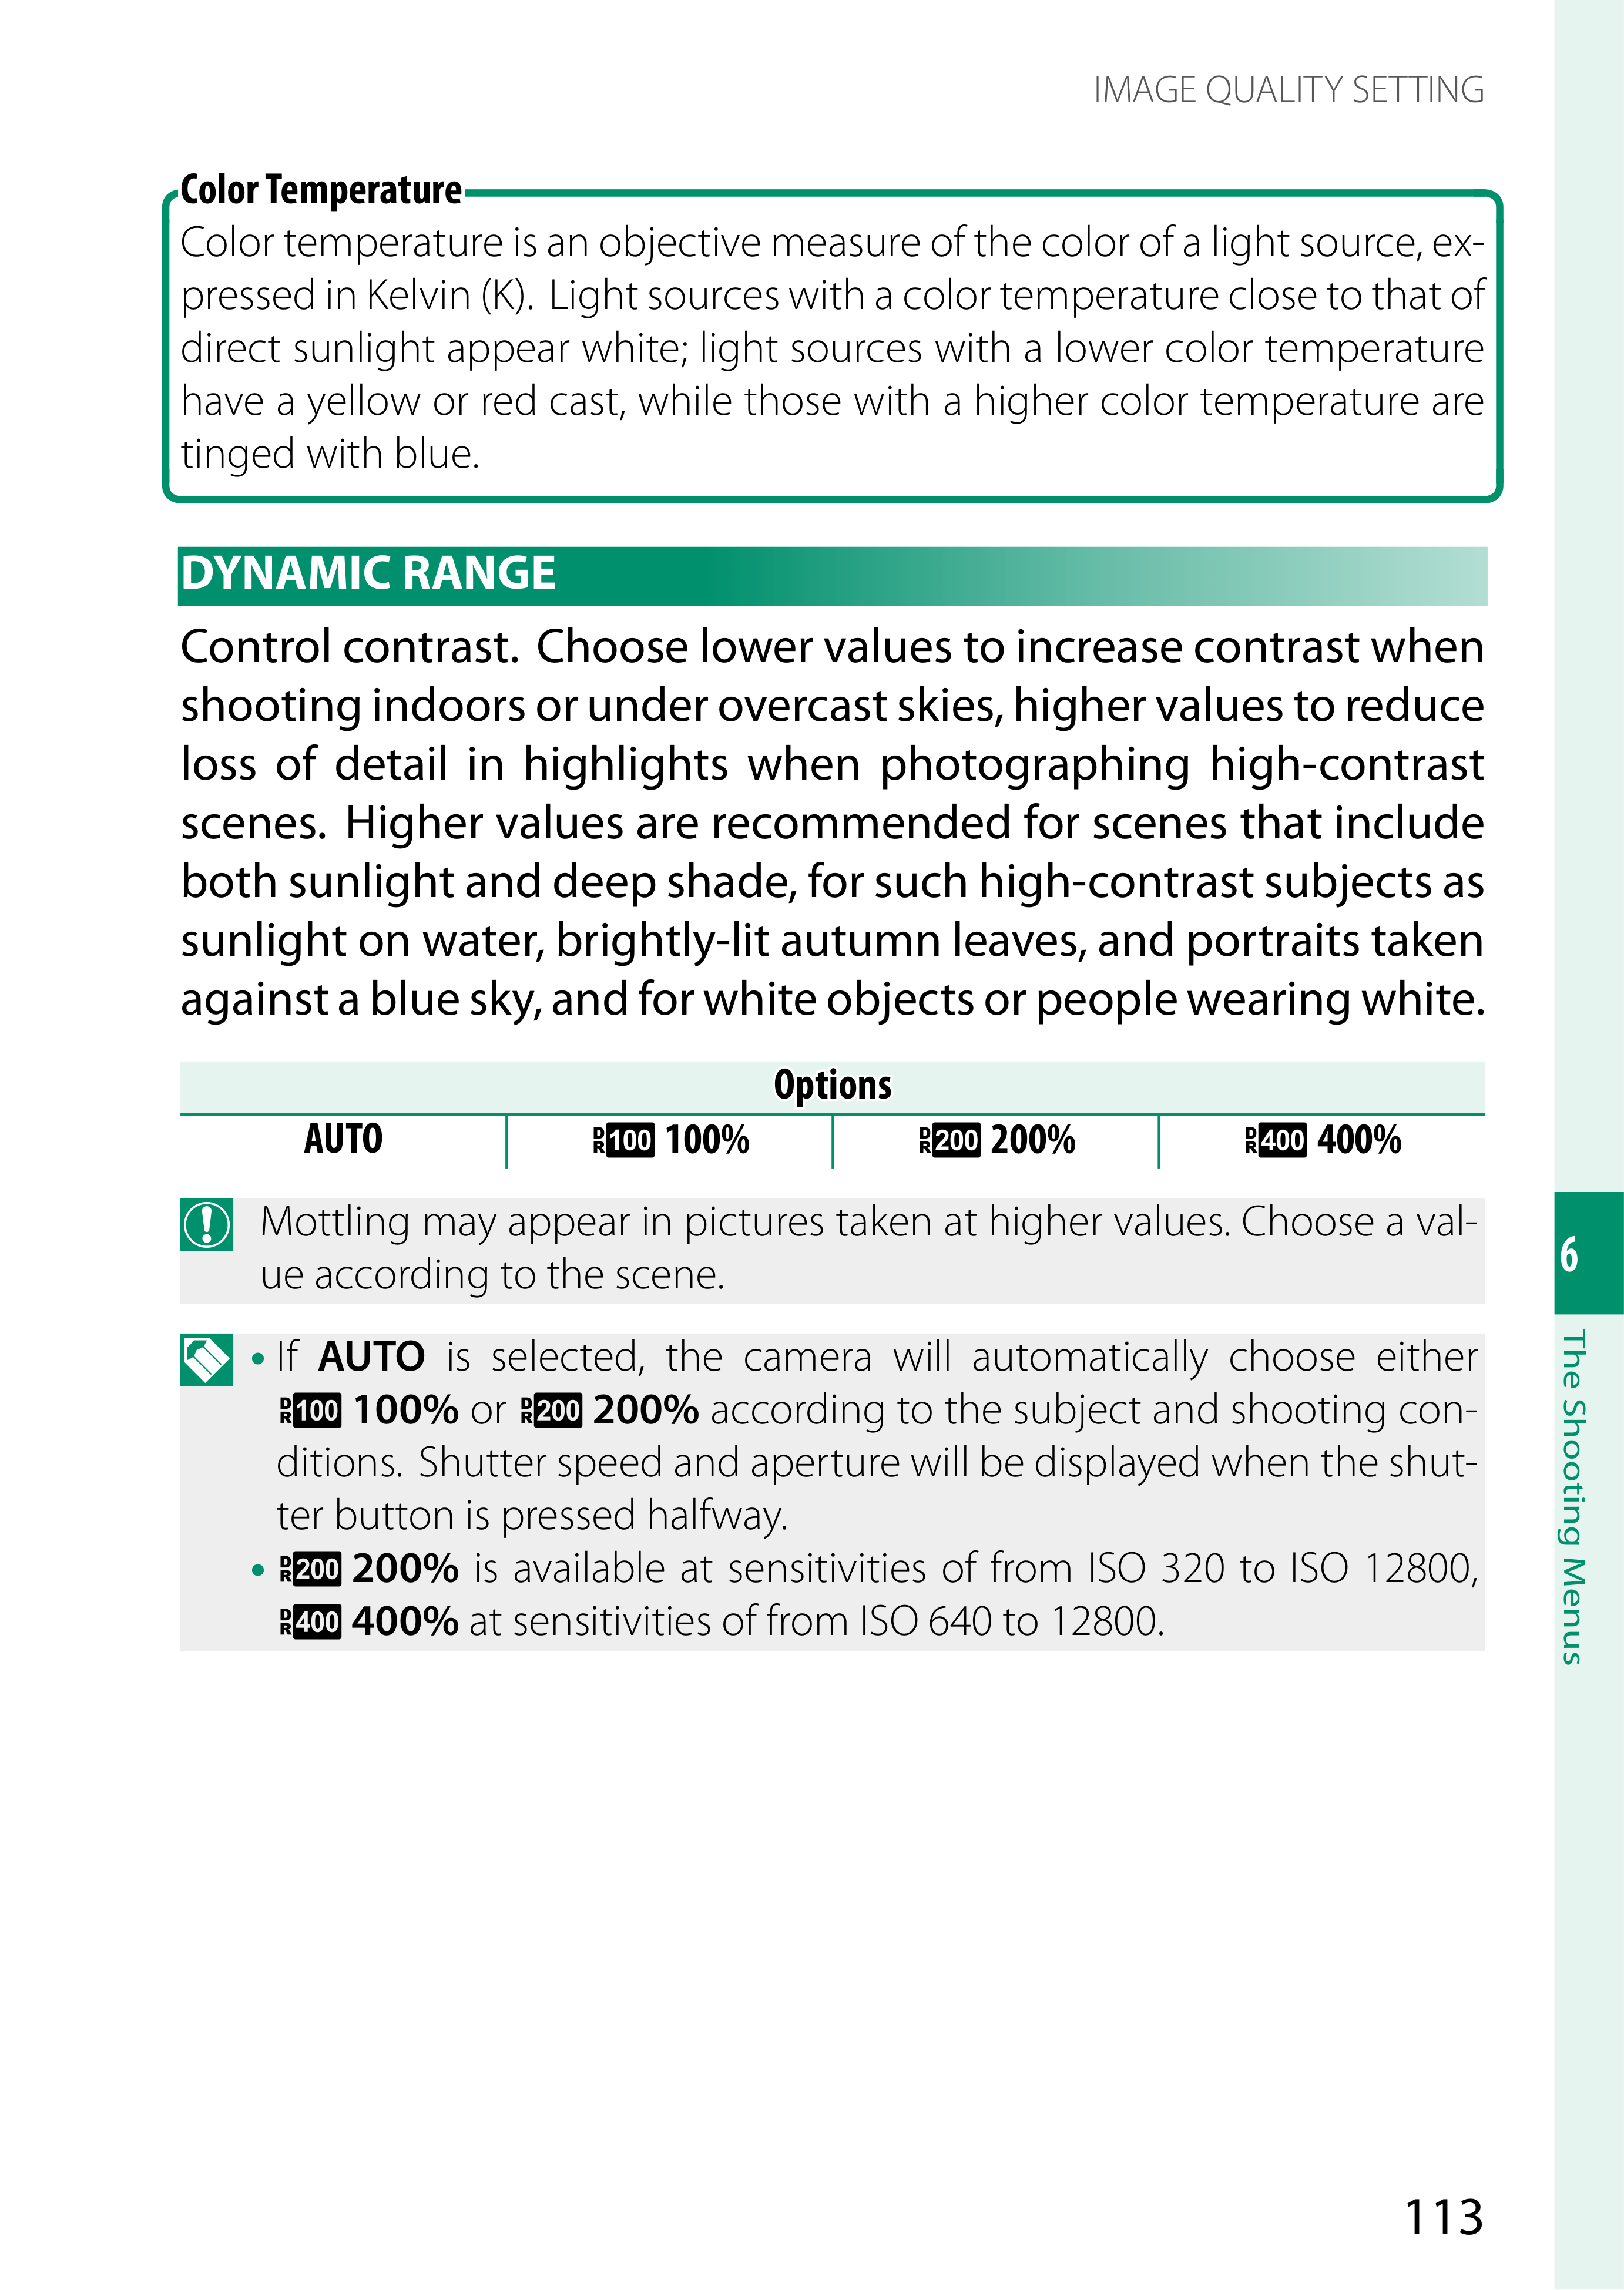 IMAGE QUALITY SETTING
Color Temperature
Color temperature is an objective measure of the color of a light source, ex-
pressed in Kelvin (K). Light sources with a color temperature close to that of
direct sunlight appear white; light sources with a lower color temperature
have a yellow or red cast, while those with a higher color temperature are
tinged with blue.
DYNAMIC RANGE
Control contrast. Choose lower values to increase contrast when
shooting indoors or under overcast skies, higher values to reduce
loss of detail in highlights when photographing high-contrast
scenes. Higher values are recommended for scenes that include
both sunlight and deep shade, for such high-contrast subjects as
sunlight on water, brightly-lit autumn leaves, and portraits taken
against a blue sky, and for white objects or people wearing white.
Options
AUTO DR100 100% DR200 200% DR400 400%
Mottling may appear in pictures taken at higher values. Choose a val-
ue according to the scene.
• If AUTO is selected, the camera will automatically choose either
DR100 100% or DR200 200% according to the subject and shooting con-
ditions. Shutter speed and aperture will be displayed when the shut-
ter button is pressed halfway.
• DR200 200% is available at sensitivities of from ISO 320 to ISO 12800,
DR400 400% at sensitivities of from ISO 640 to 12800.
6
The Shooting Menus
113